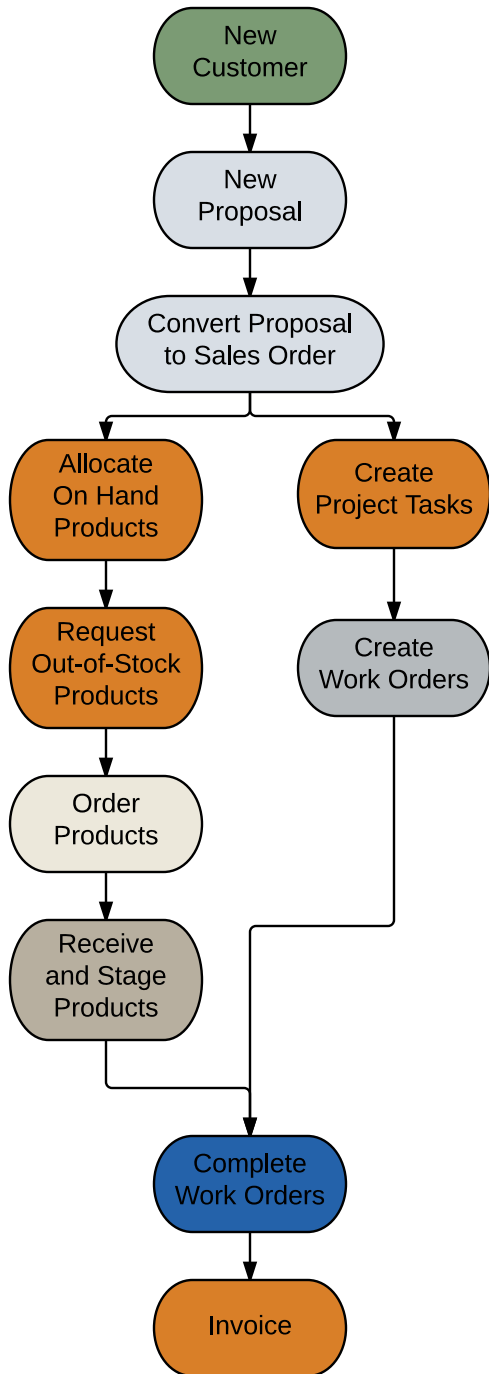 New
Customer
New
Proposal
Convert Proposal
to Sales Order
Allocate
On Hand
Products
Create
Project Tasks
Request
Out-of-Stock
Products
Create
Work Orders
Order
Products
Receive
and Stage
Products
Complete
Work Orders
Invoice